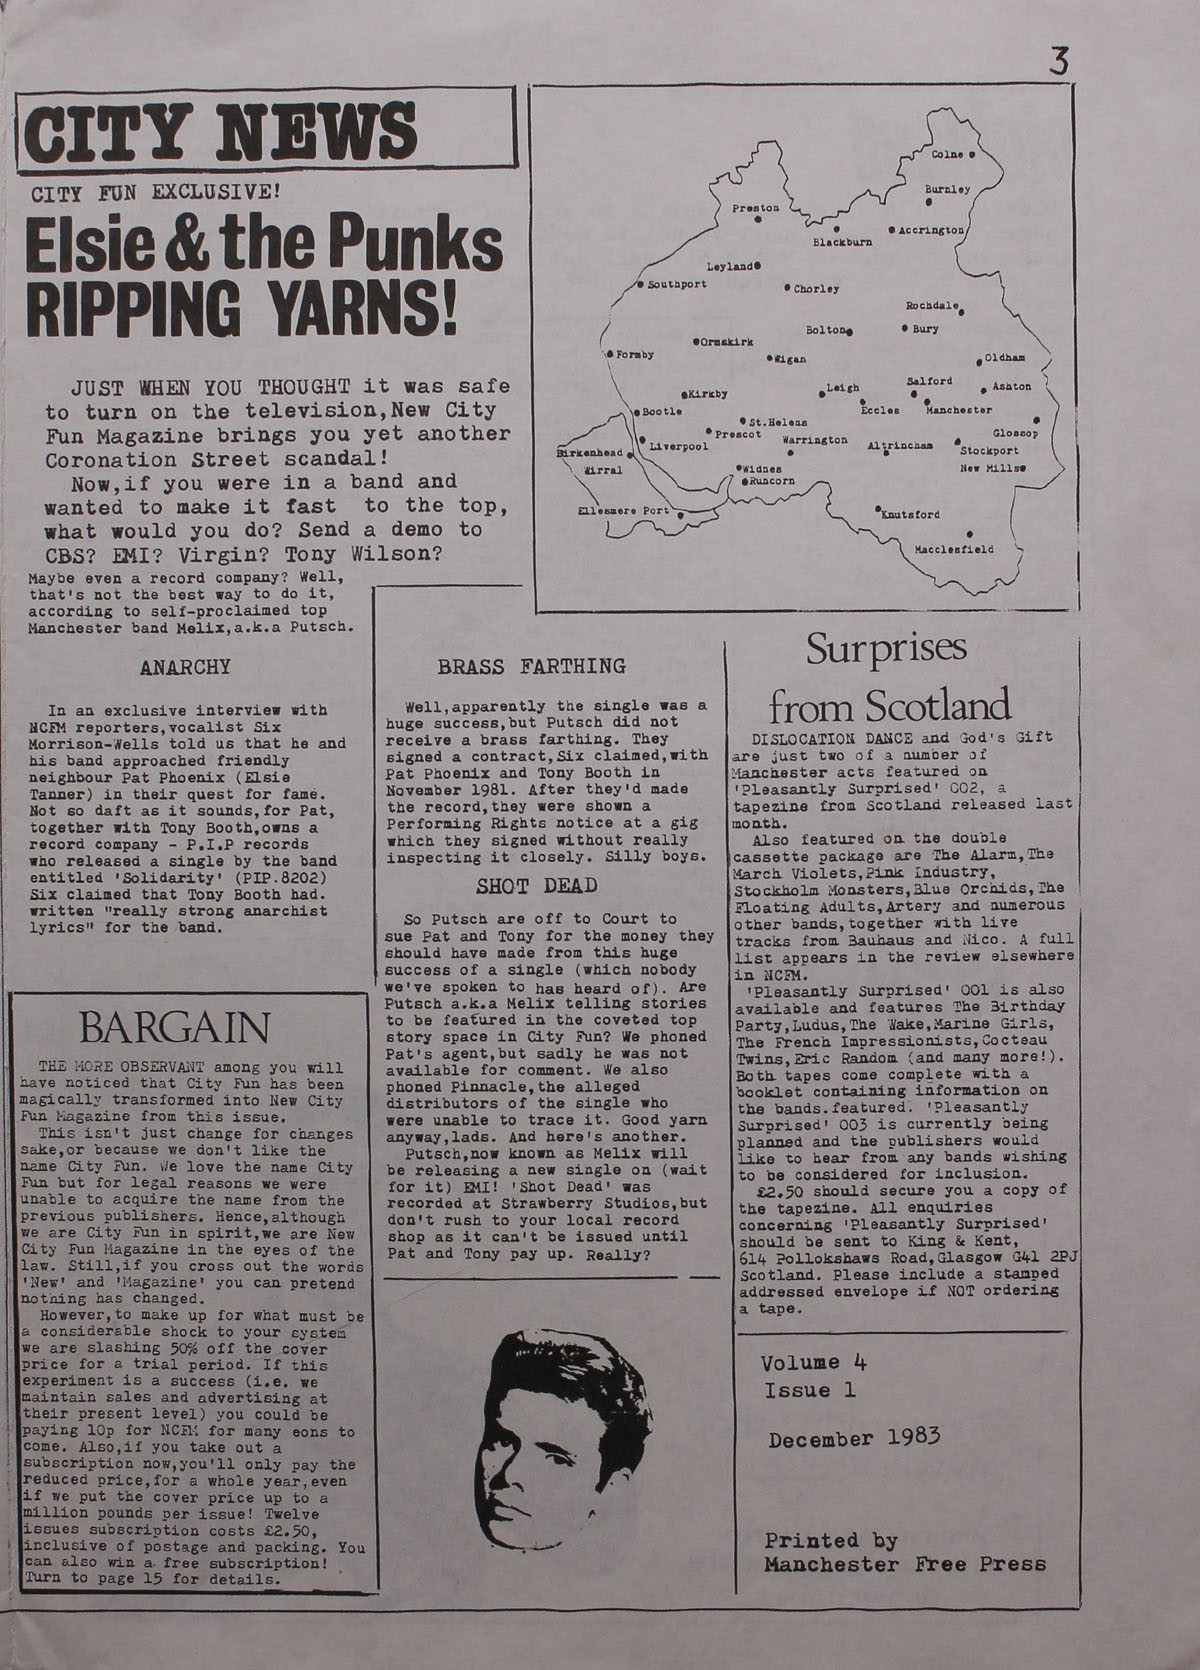 3
CITY NEWS
CITY FUN EXCLUSIVE!
Elsie & the Punks
RIPPING YARNS!
JUST WHEN YOU THOUGHT it was safe
to turn on the television,New City
Fun Magazine brings you yet another
Coronation Street scandal!
Now,if you were in a band and
wanted to make it fast to the top,
what would you do? Send a demo to
CBS? EMI? Virgin? Tony Wilson?
Maybe even a record company? Well,
that's not the best way to do it,
according to self-proclaimed top
Manchester band Melix,a.k.a Putsch.
ANARCHY
In an exclusive interview with
NCFM reporters,vocalist Six
Morrison-Wells told us that he and
his band approached friendly
neighbour Pat Phoenix (Elsie
Tanner) in their quest for fame.
Not so daft as it sounds,for Pat,
together with Tony Booth,owns a
record company - P.I.P records
who released a single by the band
entitled 'Solidarity' (PIP.8202)
Six claimed that Tony Booth had.
written "really strong anarchist
lyrics" for the band.
BRASS FARTHING
Well,apparently the single was a
huge success,but Putsch did not
receive a brass farthing. They
signed a contract,Six claimed,with
Pat Phoenix and Tony Booth in
November 1981. After they'd made
the record,they were shown a
Performing Rights notice at a gig
which they signed without really
inspecting it closely. Silly boys.
SHOT DEAD
So Putsch are off to Court to
sue Pat and Tony for the money they
should have made from this huge
success of a single (which nobody
we've spoken to has heard of). Are
Putsch a.k.a Melix telling stories
to be featured in the coveted top
story space in City Fun? We phoned
Pat's agent,but sadly he was not
available for comment. We also
phoned Pinnacle,the alleged
distributors of the single who
were unable to trace it. Good yarn
anyway,lads. And here's another.
Putsch,now known as Melix will
be releasing a new single on (wait
for it) EMI! 'Shot Dead' was
recorded at Strawberry Studios,but
don't rush to your local record
shop as it can't be issued until
Pat and Tony pay up. Really?
BARGAIN
THE MORE OBSERVANT among you will
have noticed that City Fun has been
magically transformed into New City
Fun Magazine from this issue.
This isn't just change for changes
sake,or because we don't like the
name City Fun. We love the name City
Fun but for legal reasons we were
unable to acquire the name from the
previous publishers. Hence,although
we are City Fun in spirit,we are New
City Fun Magazine in the eyes of the
law. Still,if you cross out the words
'New' and 'Magazine' you can pretend
nothing has changed.
However,to make up for what must be
a considerable shock to your system
we are slashing 50% off the cover
price for a trial period. If this
experiment is a success (i.e. we
maintain sales and advertising at
their present level) you could be
paying 10p for NCFM for many eons to
come. Also,if you take out a
subscription now,you'll only pay the
reduced price,for a whole year,even
if we put the cover price up to a
million pounds per issue! Twelve
issues subscription costs £2.50,
inclusive of postage and packing. You
can also win a free subscription!
Turn to page 15 for details.
Colne
Burnley
Preston
Blackburn
Accrington
Leyland
Southport
Chorley
Rochdale
Bolton
Bury
Ormskirk
Formby
Wigan
Oldham
Kirkby
Leigh
Salford
Ashton
Bootle
Eccles
Manchester
St.Helens
Prescot
Glossop
Liverpool
Warrington
Altrincham
Stockport
Birkenhead
Wirral
Widnes
New Mills
Runcorn
Ellesmere Port
Knutsford
Macclesfield
Surprises
from Scotland
DISLOCATION DANCE and God's Gift
are just two of a number of
Manchester acts featured on
'Pleasantly Surprised' 002, a
tapezine from Scotland released last
month.
Also featured on the double
cassette package are The Alarm,The
March Violets,Pink Industry,
Stockholm Monsters,Blue Orchids,The
Floating Adults,Artery and numerous
other bands,together with live
tracks from Bauhaus and Nico. A full
list appears in the review elsewhere
in NCFM.
'Pleasantly Surprised' 001 is also
available and features The Birthday
Party,Ludus,The Wake,Marine Girls,
The French Impressionists,Cocteau
Twins,Eric Random (and many more!).
Both tapes come complete with a
booklet containing information on
the bands.featured. 'Pleasantly
Surprised' 003 is currently being
planned and the publishers would
like to hear from any bands wishing
to be considered for inclusion.
£2.50 should secure you a copy of
the tapezine. All enquiries
concerning 'Pleasantly Surprised'
should be sent to King & Kent,
614 Pollokshaws Road,Glasgow G41 2PJ
Scotland. Please include a stamped
addressed envelope if NOT ordering
a tape.
Volume 4
Issue 1
December 1983
Printed by
Manchester Free Press